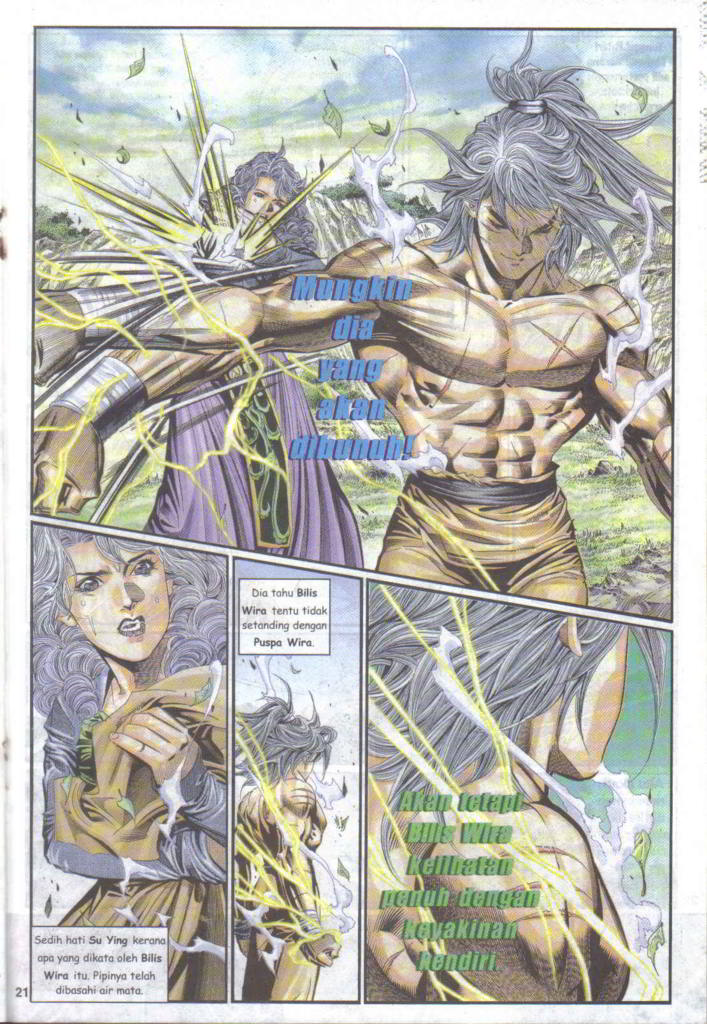 Mungkin
dia
yang
akan
dibunuh!
Dia tahu Bilis
Wira tentu tidak
setanding dengan
Puspa Wira.
Sedih hati Su Ying kerana
apa yang dikata oleh Bilis
Wira itu. Pipinya telah
dibasahi air mata.
Akan tetapi
Bilis Wira
Kelihatan
penuh dengan
keyakinan
Sendiri
21